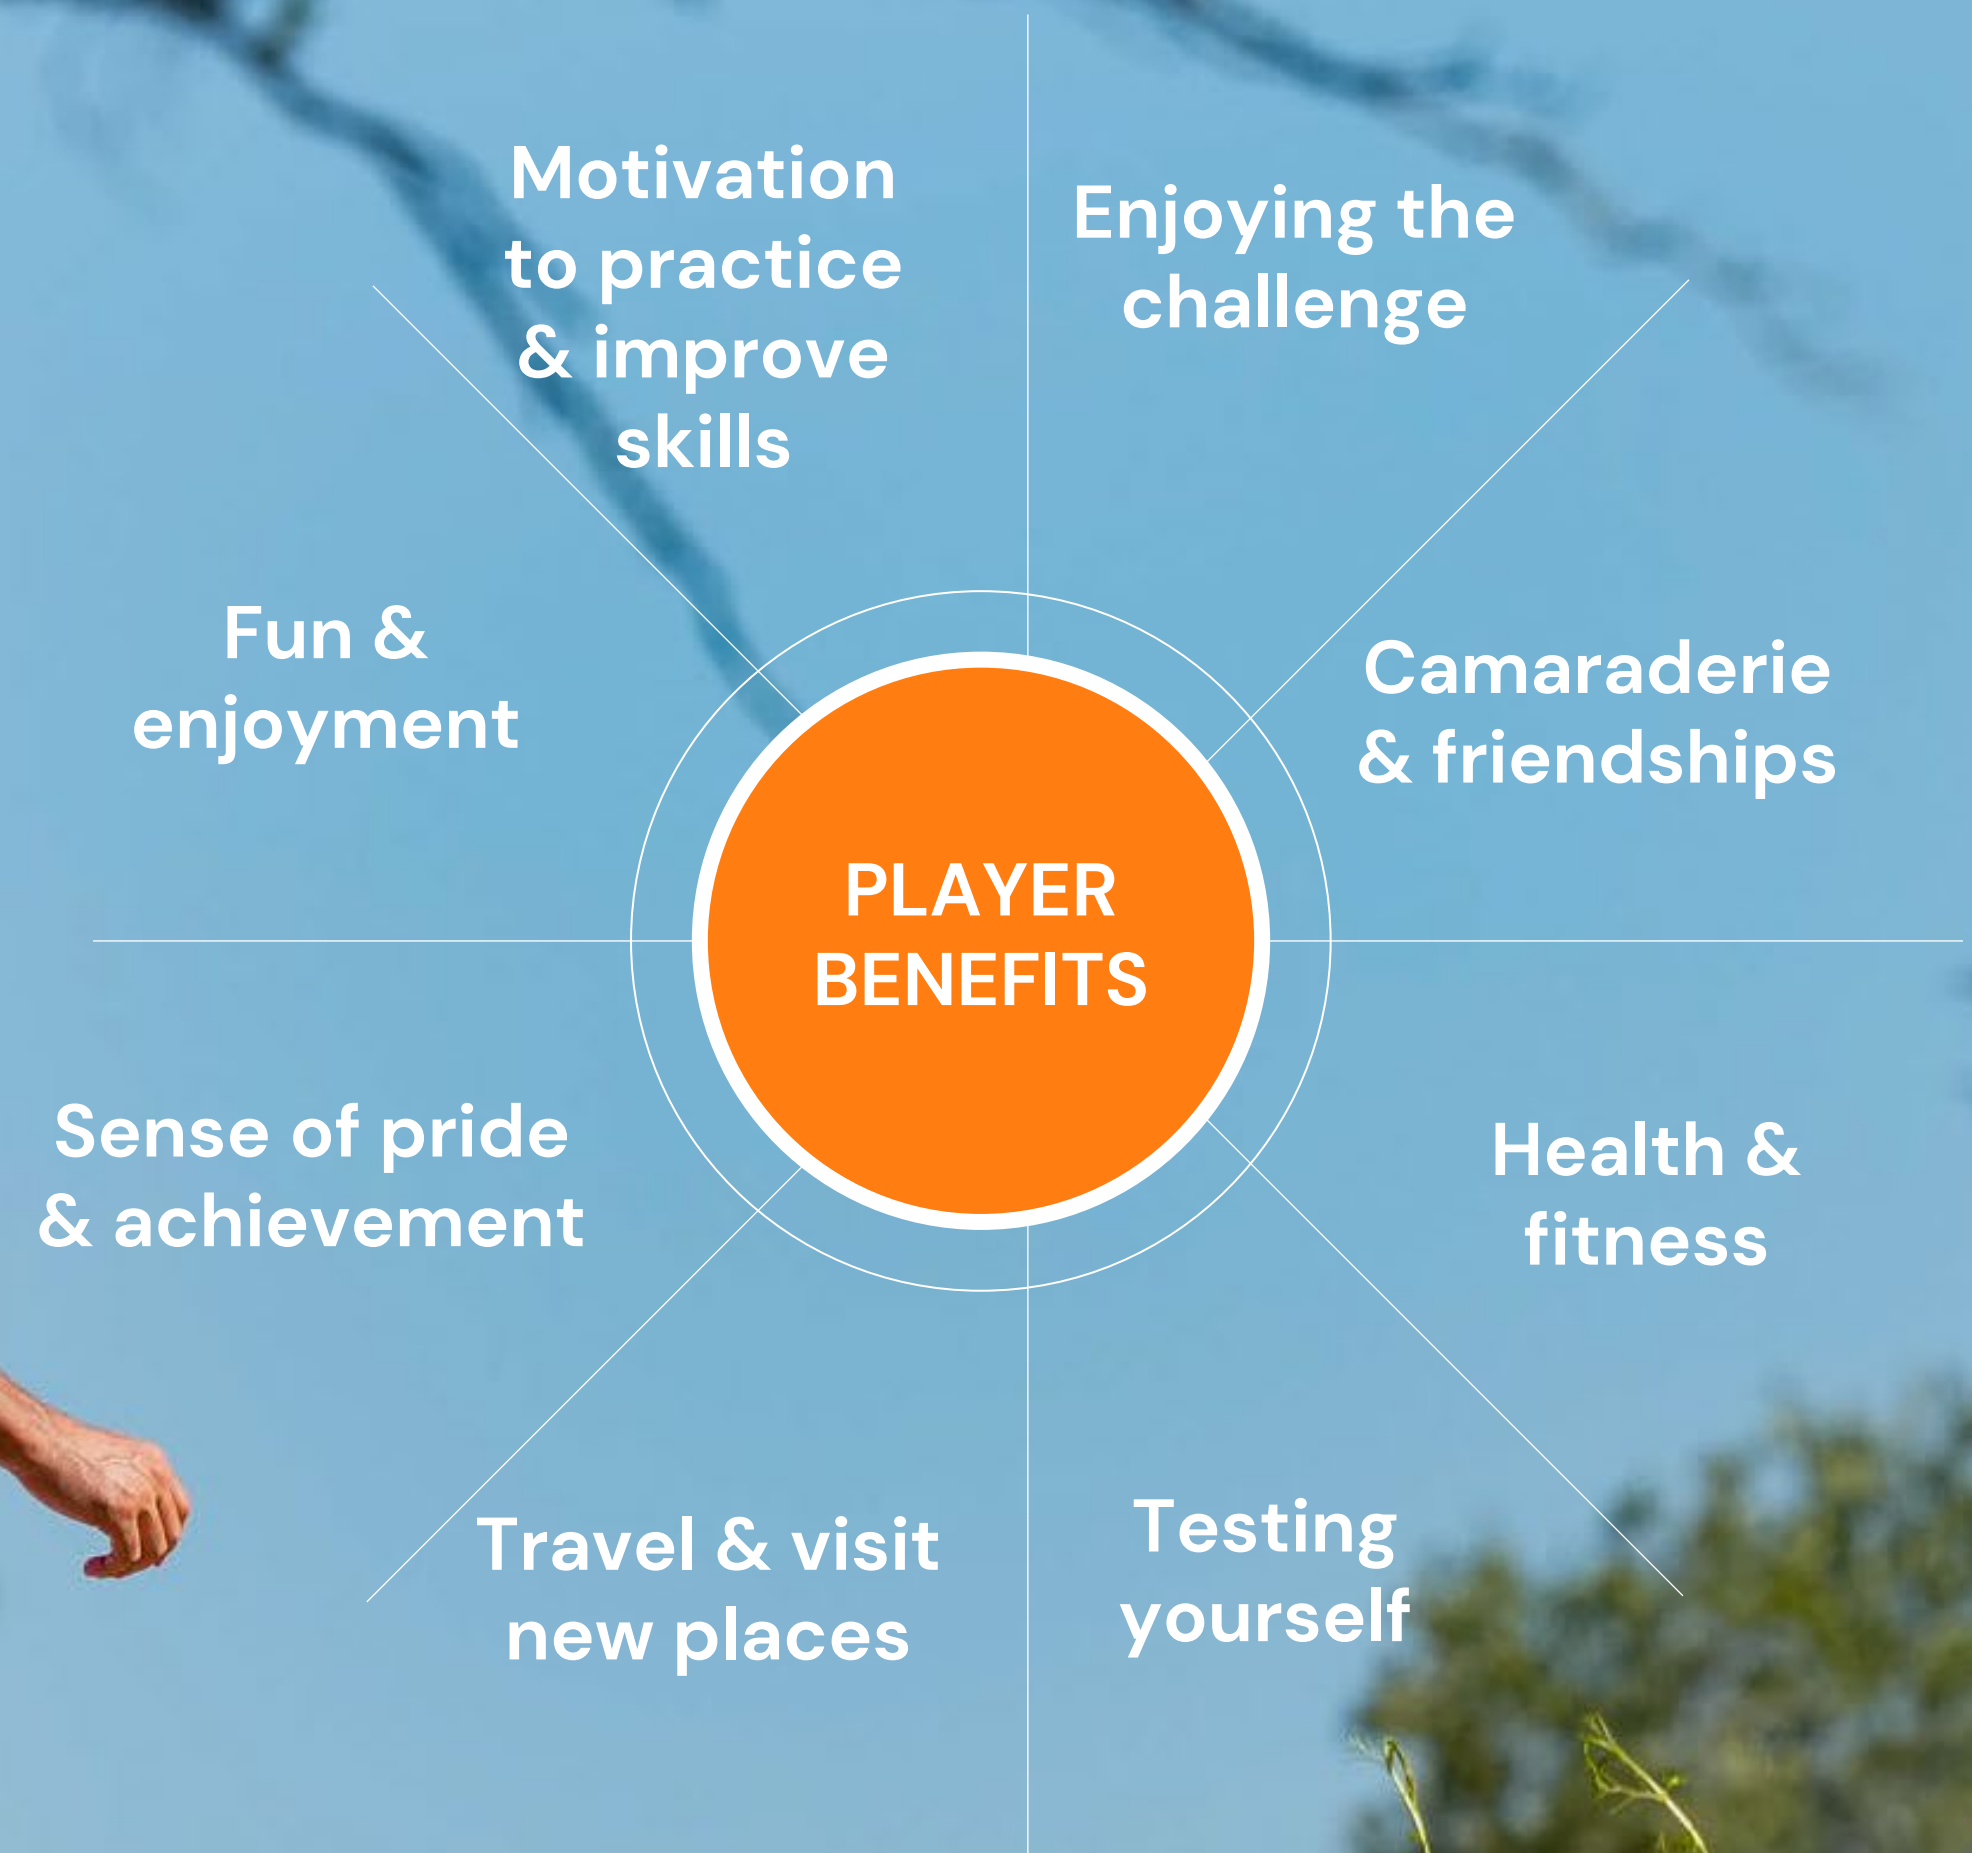 Motivation
to practice
& improve
skills
Enjoying the
challenge
Fun &
enjoyment
Camaraderie
& friendships
PLAYER
BENEFITS
Sense of pride
& achievement
Health &
fitness
Travel & visit
new places
Testing
yourself